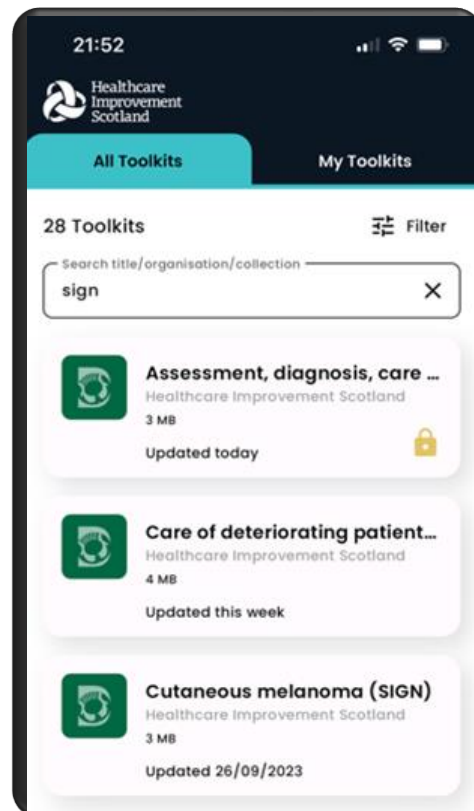 21:52
Healthcare
Improvement
Scotland
All Toolkits
My Toolkits
28 Toolkits
Filter
Search title/organisation/collection
sign
Assessment, diagnosis, care ...
Healthcare Improvement Scotland
3 MB
Updated today
Care of deteriorating patient...
Healthcare Improvement Scotland
4 MB
Updated this week
Cutaneous melanoma (SIGN)
Healthcare Improvement Scotland
3 MB
Updated 26/09/2023